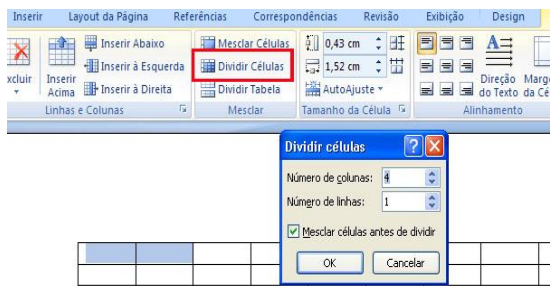 Inserir Layout da Página Referências Correspondências Revisão Exibição Design
xcluir
Inserir Acima
Inserir Abaixo
Inserir à Esquerda
Inserir à Direita
Linhas e Colunas
Mesclar Células
Dividir Células
Dividir Tabela
Mesclar
0,43 cm
1,52 cm
AutoAjuste
Tamanho da Célula
Direção do Texto
Marge
da Cé
Alinhamento
Dividir células
Número de colunas: 4
Número de linhas: 1
Mesclar células antes de dividir
OK Cancelar